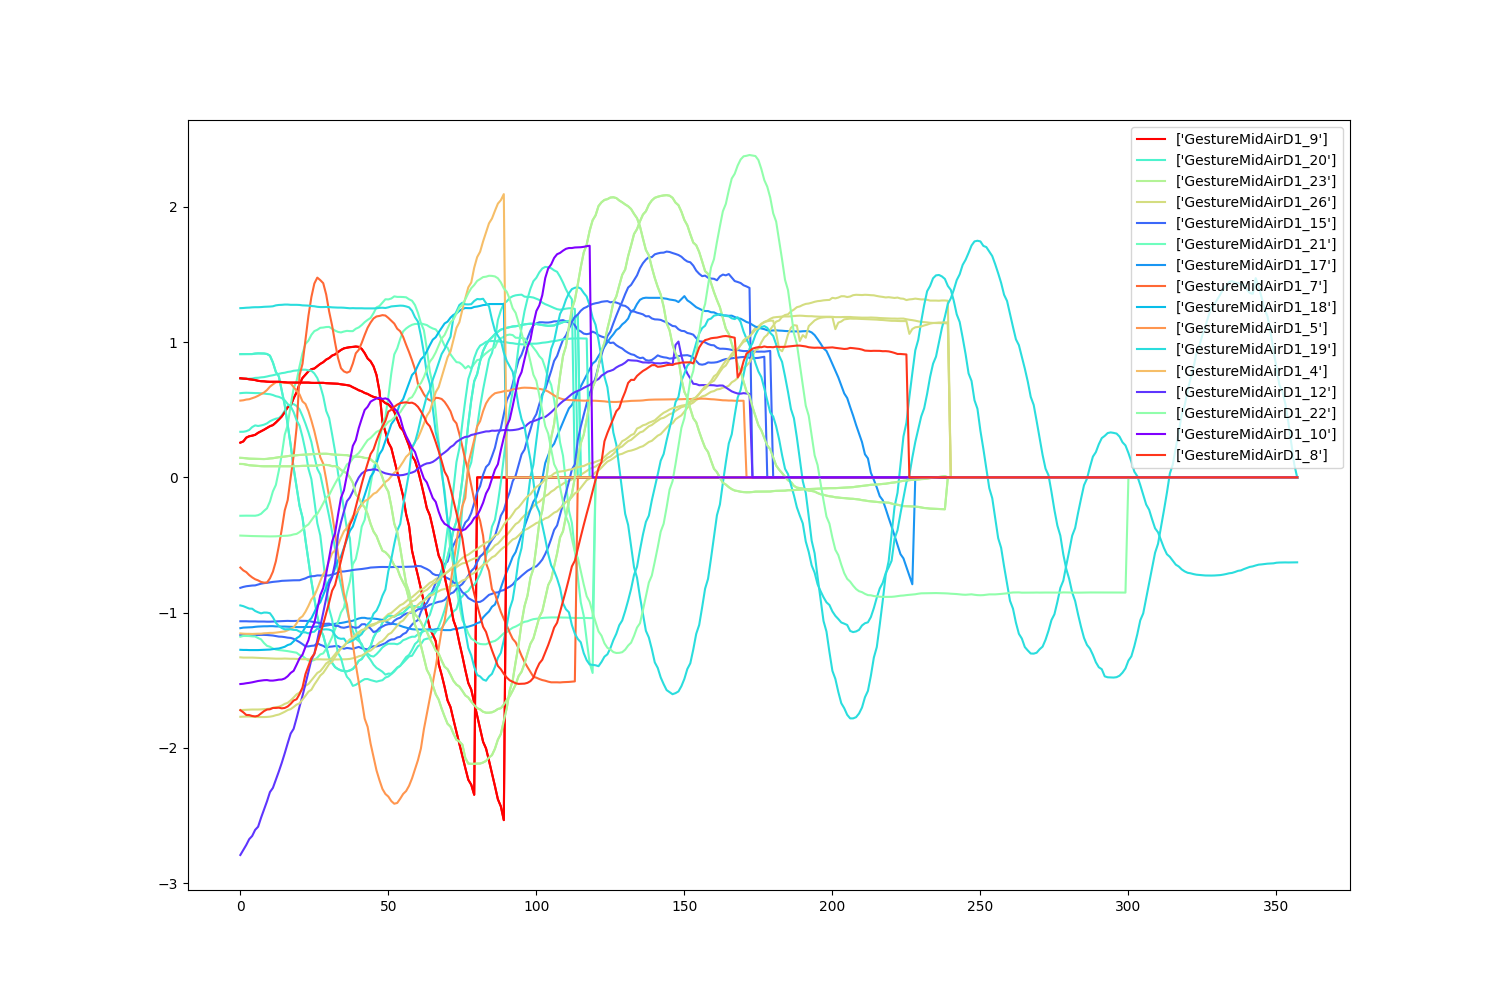 ['GestureMidAirD1_9']
['GestureMidAirD1_20']
['GestureMidAirD1_23']
['GestureMidAirD1_26']
['GestureMidAirD1_15']
['GestureMidAirD1_21']
['GestureMidAirD1_17']
['GestureMidAirD1_7']
['GestureMidAirD1_18']
['GestureMidAirD1_5']
['GestureMidAirD1_19']
['GestureMidAirD1_4']
['GestureMidAirD1_12']
['GestureMidAirD1_22']
['GestureMidAirD1_10']
['GestureMidAirD1_8']
2
1
0
−1
−2
−3
0 50 100 150 200 250 300 350